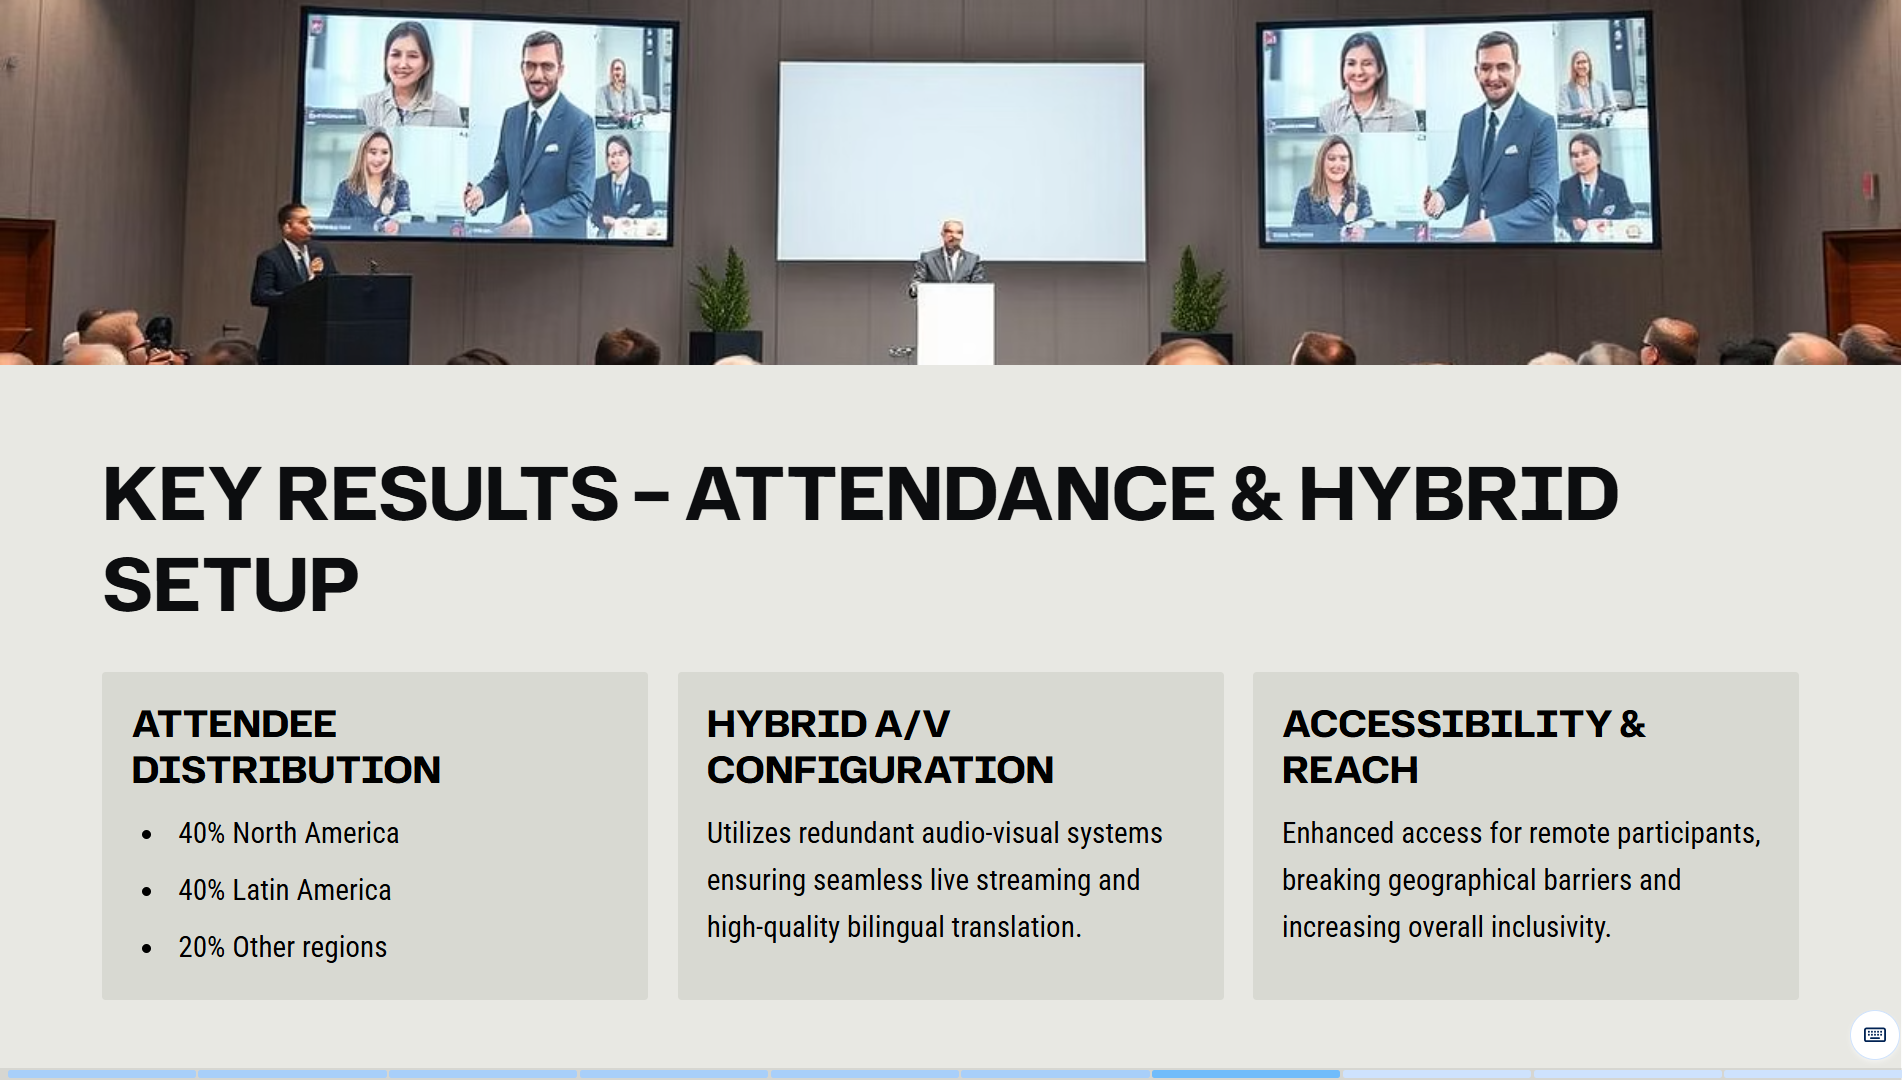 KEY RESULTS – ATTENDANCE & HYBRID
SETUP
ATTENDEE
DISTRIBUTION
• 40% North America
• 40% Latin America
• 20% Other regions
HYBRID A/V
CONFIGURATION
Utilizes redundant audio-visual systems
ensuring seamless live streaming and
high-quality bilingual translation.
ACCESSIBILITY &
REACH
Enhanced access for remote participants,
breaking geographical barriers and
increasing overall inclusivity.